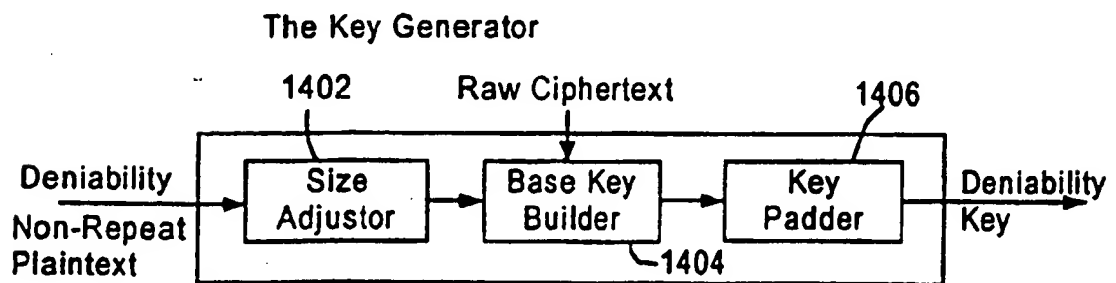 The Key Generator
1402
Raw Ciphertext
1406
Deniability
Non-Repeat
Plaintext
Size
Adjustor
Base Key
Builder
Key
Padder
Deniability
Key
1404